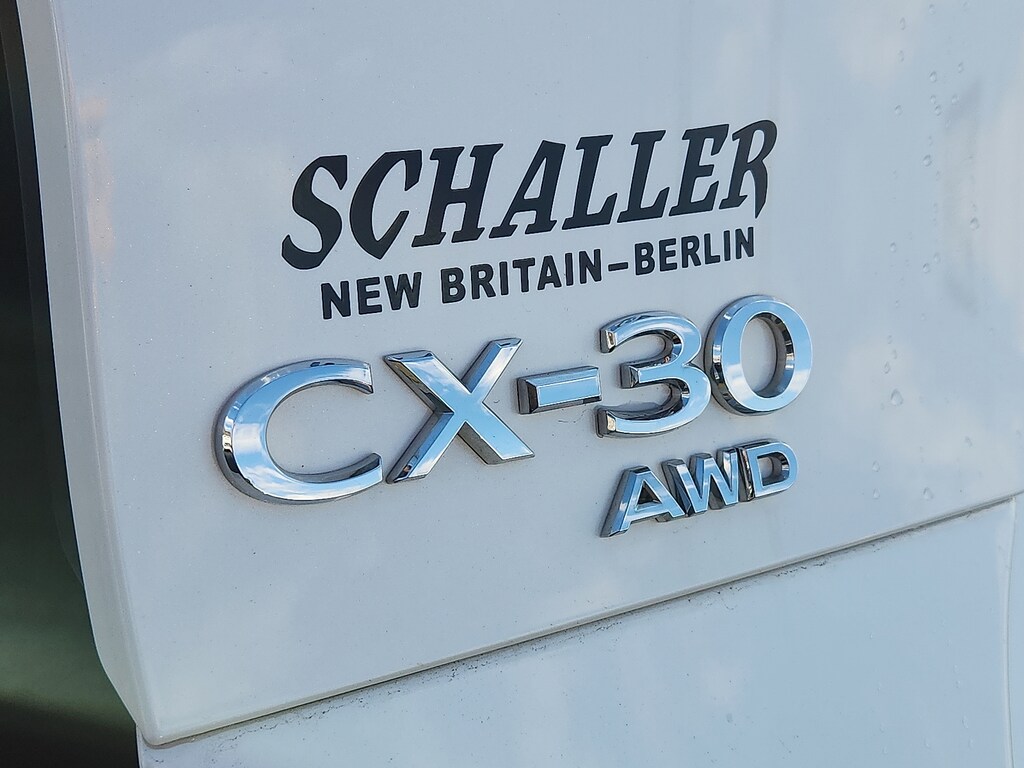 SCHALLER
NEW BRITAIN-BERLIN
CX-30
AWD